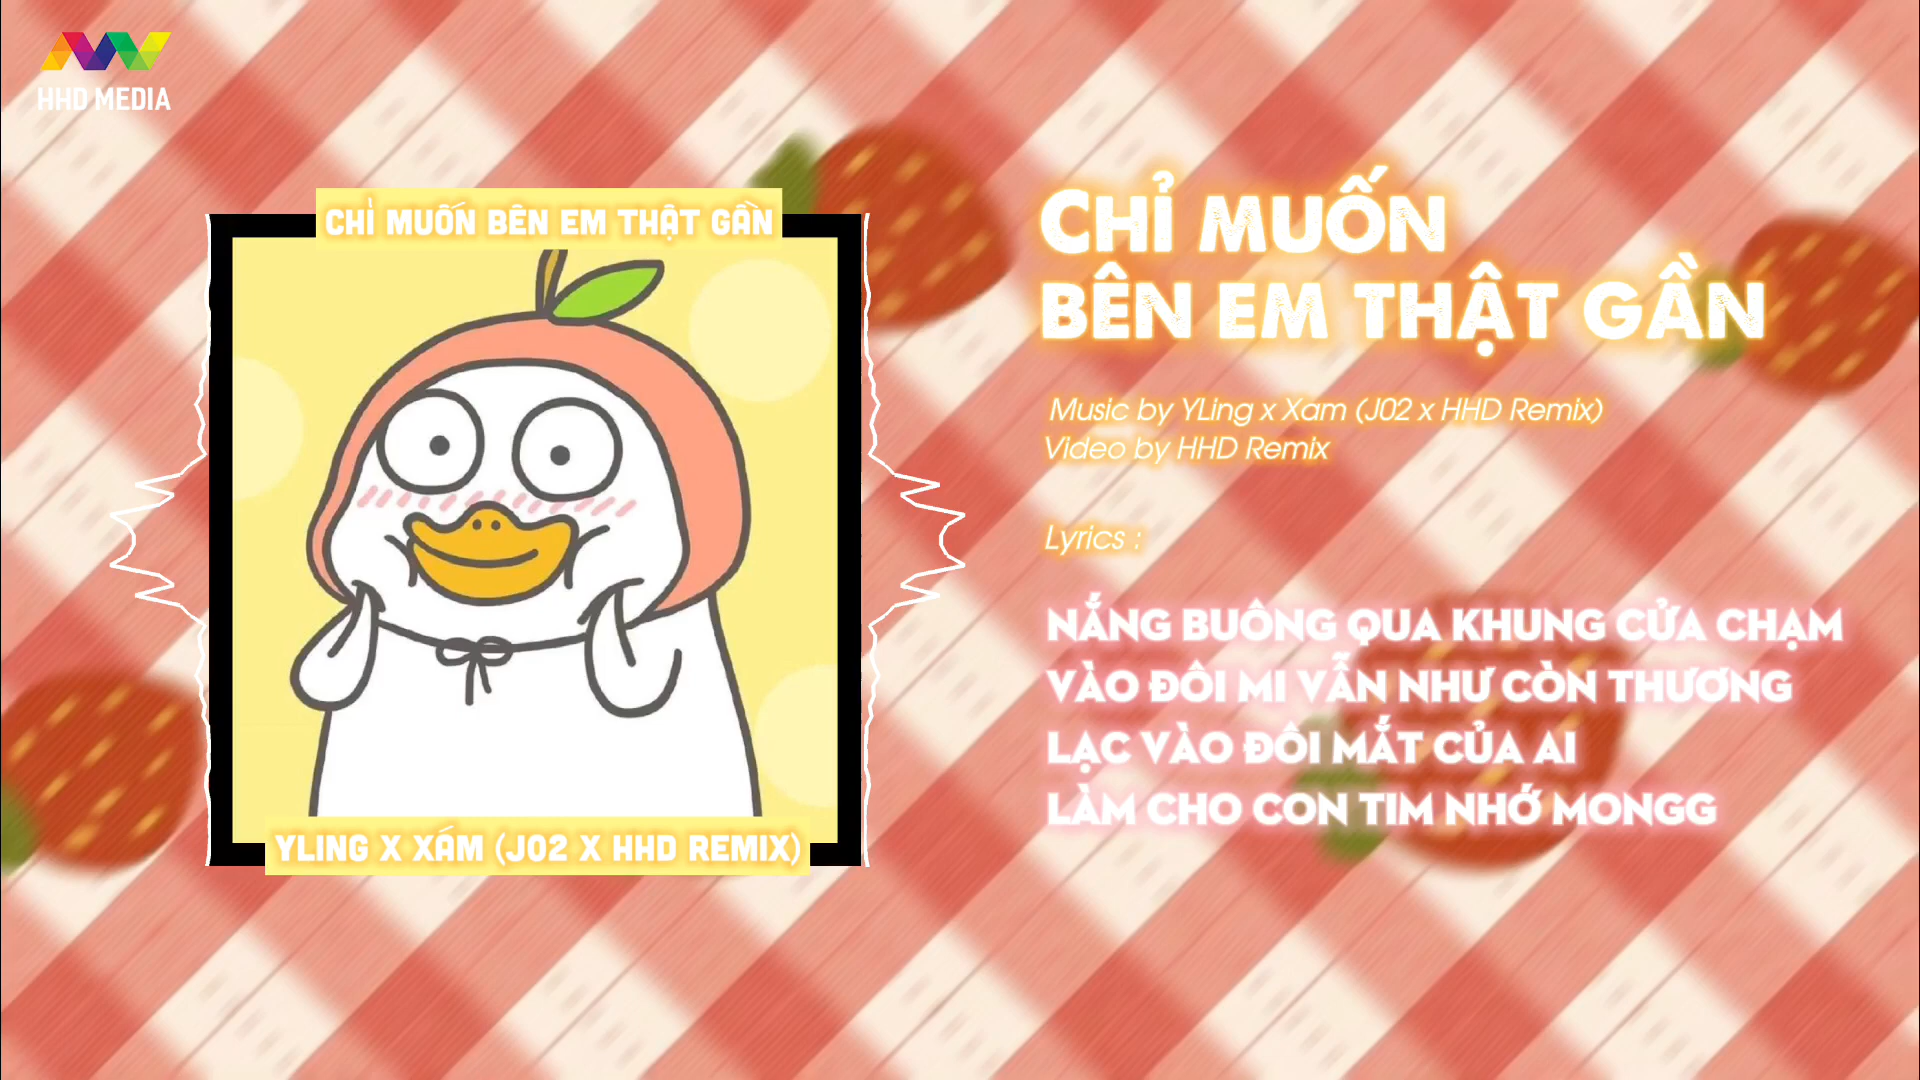 HHD MEDIA
CHỈ MUỐN BÊN EM THẬT GẦN
YLING X XÁM (J02 X HHD REMIX)
CHỈ MUỐN
BÊN EM THẬT GẦN
Music by YLing x Xam (J02 x HHD Remix)
Video by HHD Remix
Lyrics :
NẮNG BUÔNG QUA KHUNG CỬA CHẠM
VÀO ĐÔI MI VẪN NHƯ CÒN THƯƠNG
LẠC VÀO ĐÔI MẮT CỦA AI
LÀM CHO CON TIM NHỚ MONGG